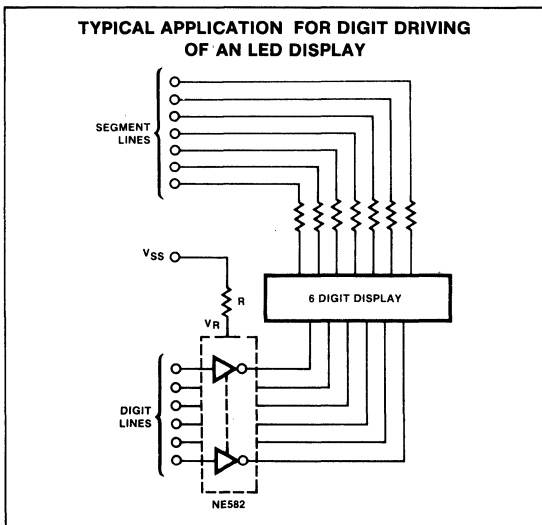 TYPICAL APPLICATION FOR DIGIT DRIVING
OF AN LED DISPLAY
SEGMENT
LINES
VSS
R
VR
6 DIGIT DISPLAY
DIGIT
LINES
NE582